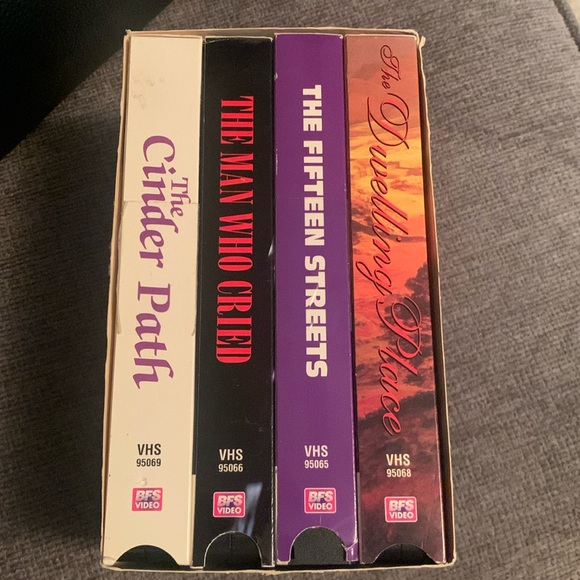 The
Cinder Path
VHS
95069
BFS
VIDEO
THE MAN WHO CRIED
VHS
95066
BFS
VIDEO
THE FIFTEEN STREETS
VHS
95065
BFS
VIDEO
The Dwelling Place
VHS
95068
BFS
VIDEO